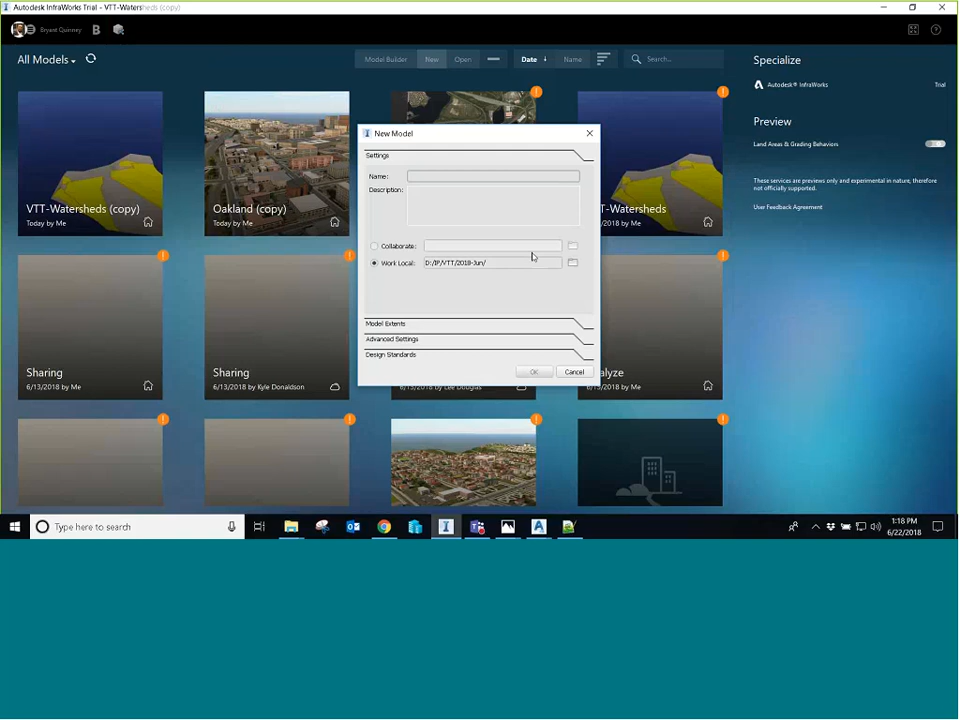 Autodesk InfraWorks Trial - VTT-Watersheds (copy)
Bryant Quinney
All Models
Model Builder New Open Date Name Search...
Specialize
Autodesk® InfraWorks Trial
Preview
Land Areas & Grading Behaviors
These services are previews only and experimental in nature, therefore
not officially supported.
User Feedback Agreement
VTT-Watersheds (copy)
Today by Me
Oakland (copy)
Today by Me
T-Watersheds
/2018 by Me
New Model
Settings
Name:
Description:
Collaborate:
Work Local: D:/IP/VTT/2018-Jun/
Model Extents
Advanced Settings
Design Standards
OK Cancel
Sharing
6/13/2018 by Me
Sharing
6/13/2018 by Kyle Donaldson
6/13/2018 by Lee Douglas
alyze
6/13/2018 by Me
Type here to search
1:18 PM
6/22/2018